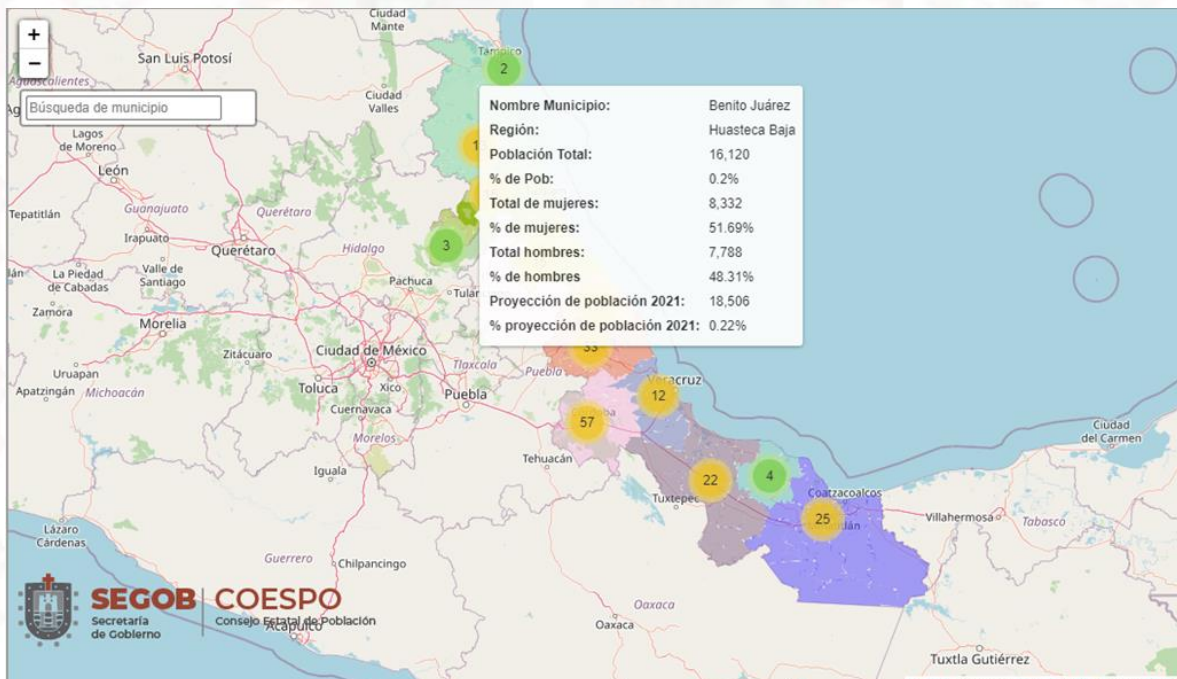 Ciudad
Mante
+
−
San Luis Potosí
Tampico
2
Aguascalientes
Búsqueda de municipio
Ciudad
Valles
Lagos
de Moreno
León
Nombre Municipio: Benito Juárez
Región: Huasteca Baja
Población Total: 16,120
% de Pob: 0.2%
Total de mujeres: 8,332
% de mujeres: 51.69%
Total hombres: 7,788
% de hombres 48.31%
Proyección de población 2021: 18,506
% proyección de población 2021: 0.22%
Tepatitlán
Guanajuato
Querétaro
Irapuato
Querétaro
Hidalgo
3
La Piedad
de Cabadas
Valle de
Santiago
Pachuca
Zamora
Morelia
Ciudad de México
Tlaxcala
Puebla
33
Zitácuaro
Uruapan
Toluca
Xico
Puebla
Veracruz
12
Apatzingán
Michoacán
Cuernavaca
57
Morelos
Tehuacán
Ciudad
del Carmen
Iguala
22
4
Tuxtepec
Coatzacoalcos
25
Villahermosa
Tabasco
Lázaro
Cárdenas
Guerrero
Chilpancingo
SEGOB COESPO
Secretaría
de Gobierno
Consejo Estatal de Población
Acapulco
Oaxaca
Oaxaca
Tuxtla Gutiérrez